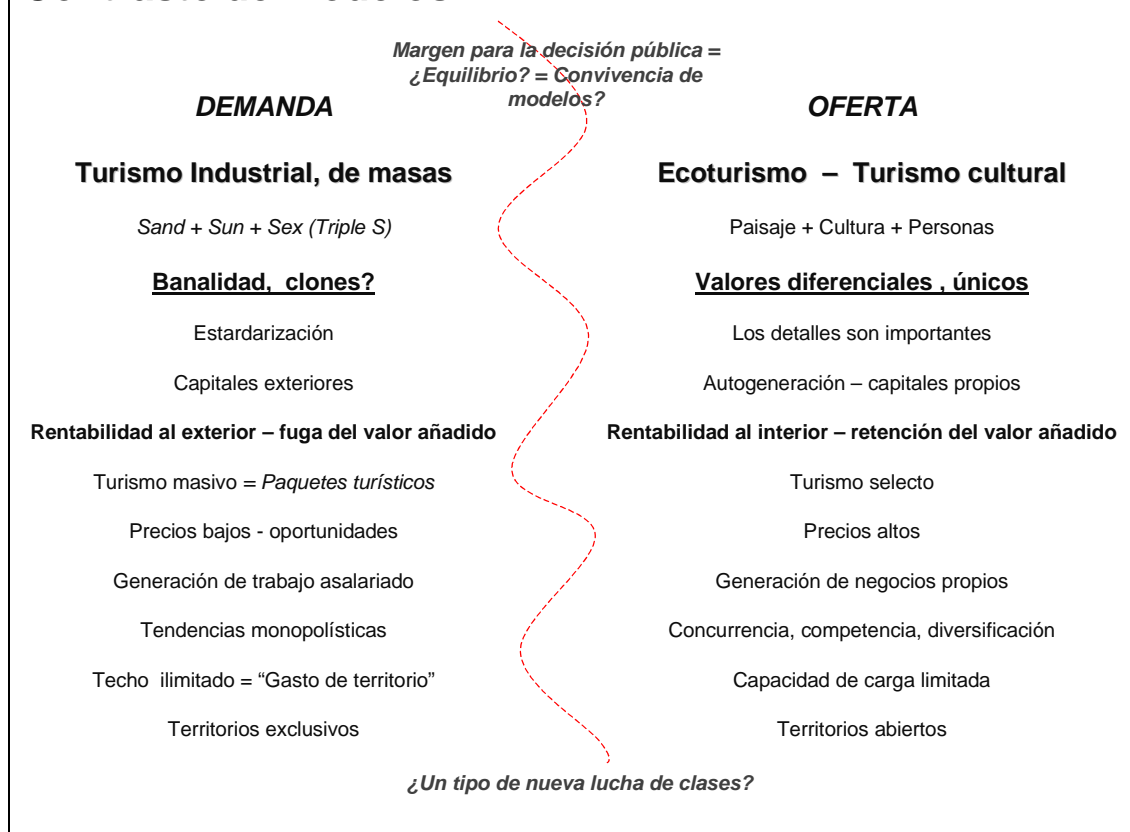 Contraste de modelos
Margen para la decisión pública =
¿Equilibrio? = Convivencia de
modelos?
DEMANDA
OFERTA
Turismo Industrial, de masas
Ecoturismo – Turismo cultural
Sand + Sun + Sex (Triple S)
Paisaje + Cultura + Personas
Banalidad, clones?
Valores diferenciales , únicos
Estardarización
Los detalles son importantes
Capitales exteriores
Autogeneración – capitales propios
Rentabilidad al exterior – fuga del valor añadido
Rentabilidad al interior – retención del valor añadido
Turismo masivo = Paquetes turísticos
Turismo selecto
Precios bajos - oportunidades
Precios altos
Generación de trabajo asalariado
Generación de negocios propios
Tendencias monopolísticas
Concurrencia, competencia, diversificación
Techo ilimitado = “Gasto de territorio”
Capacidad de carga limitada
Territorios exclusivos
Territorios abiertos
¿Un tipo de nueva lucha de clases?